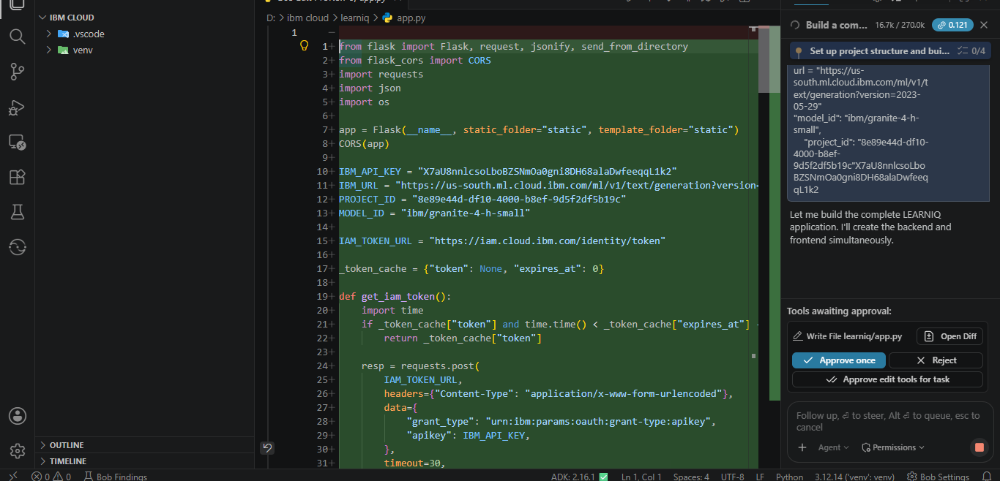 IBM CLOUD
.vscode
venv
OUTLINE
TIMELINE
D: > ibm cloud > learniq > app.py
1 −
1+ from flask import Flask, request, jsonify, send_from_directory
2+ from flask_cors import CORS
3+ import requests
4+ import json
5+ import os
6+
7+ app = Flask(__name__, static_folder="static", template_folder="static")
8+ CORS(app)
9+
10+ IBM_API_KEY = "X7aU8nnlcsoLboBZSNmOa0gni8DH68alaDwfeeqqL1k2"
11+ IBM_URL = "https://us-south.ml.cloud.ibm.com/ml/v1/text/generation?version=
12+ PROJECT_ID = "8e89e44d-df10-4000-b8ef-9d5f2df5b19c"
13+ MODEL_ID = "ibm/granite-4-h-small"
14+
15+ IAM_TOKEN_URL = "https://iam.cloud.ibm.com/identity/token"
16+
17+ _token_cache = {"token": None, "expires_at": 0}
18+
19+ def get_iam_token():
20+ import time
21+ if _token_cache["token"] and time.time() < _token_cache["expires_at"] -
22+ return _token_cache["token"]
23+
24+ resp = requests.post(
25+ IAM_TOKEN_URL,
26+ headers={"Content-Type": "application/x-www-form-urlencoded"},
27+ data={
28+ "grant_type": "urn:ibm:params:oauth:grant-type:apikey",
29+ "apikey": IBM_API_KEY,
30+ },
31+ timeout=30,
Build a com... 16.7k / 270.0k 0.121
Set up project structure and bui... 0/4
url = "https://us-
south.ml.cloud.ibm.com/ml/v1/t
ext/generation?version=2023-
05-29"
"model_id": "ibm/granite-4-h-
small",
"project_id": "8e89e44d-df10-
4000-b8ef-
9d5f2df5b19c"X7aU8nnlcsoLbo
BZSNmOa0gni8DH68alaDwfeeq
qL1k2
Let me build the complete LEARNIQ
application. I'll create the backend and
frontend simultaneously.
Tools awaiting approval:
Write File learniq/app.py Open Diff
Approve once Reject
Approve edit tools for task
Follow up, ⏎ to steer, Alt ⏎ to queue, esc to
cancel
Agent Permissions
0 0 Bob Findings ADK: 2.16.1 Ln 1, Col 1 Spaces: 4 UTF-8 LF Python 3.12.14 ('venv': venv) Bob Settings